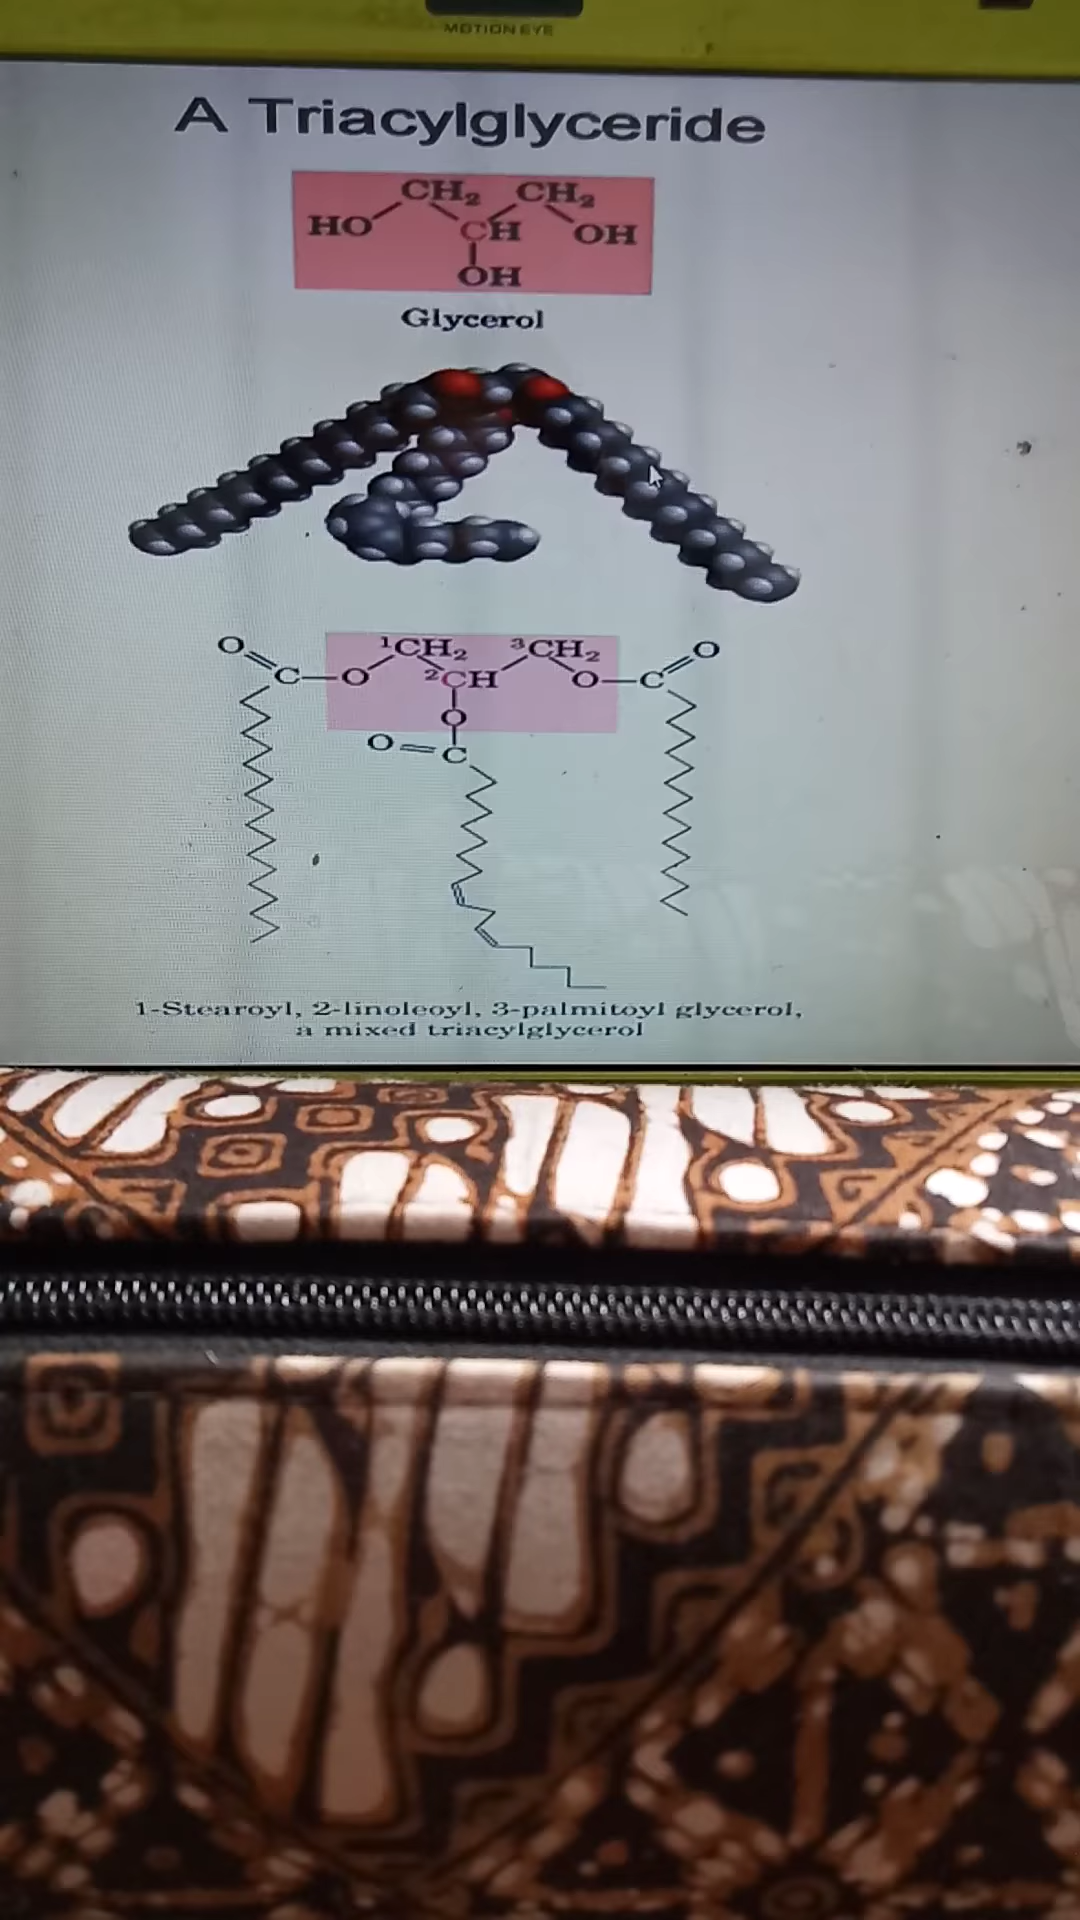 MOTION EYE
A Triacylglyceride
CH₂ CH₂
HO CH OH
OH
Glycerol
O ¹CH₂ ³CH₂ O
C—O ²CH O—C
O
O=C
1-Stearoyl, 2-linoleoyl, 3-palmitoyl glycerol,
a mixed triacylglycerol